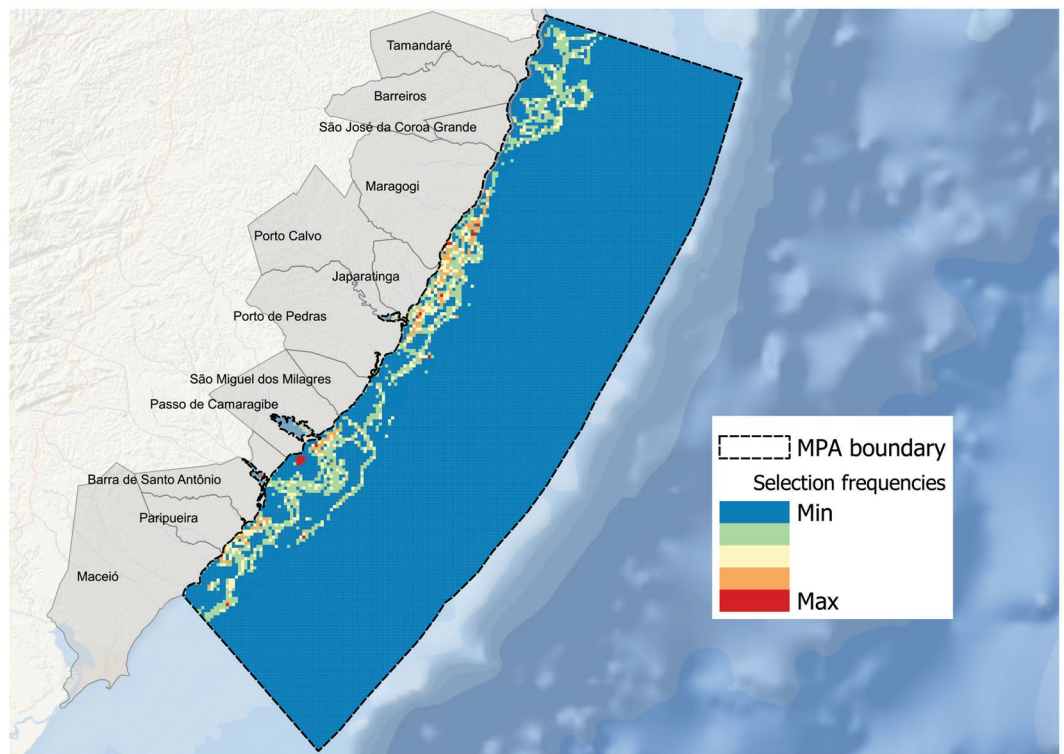 Tamandaré
Barreiros
São José da Coroa Grande
Maragogi
Porto Calvo
Japaratinga
Porto de Pedras
São Miguel dos Milagres
Passo de Camaragibe
Barra de Santo Antônio
Paripueira
Maceió
MPA boundary
Selection frequencies
Min
Max